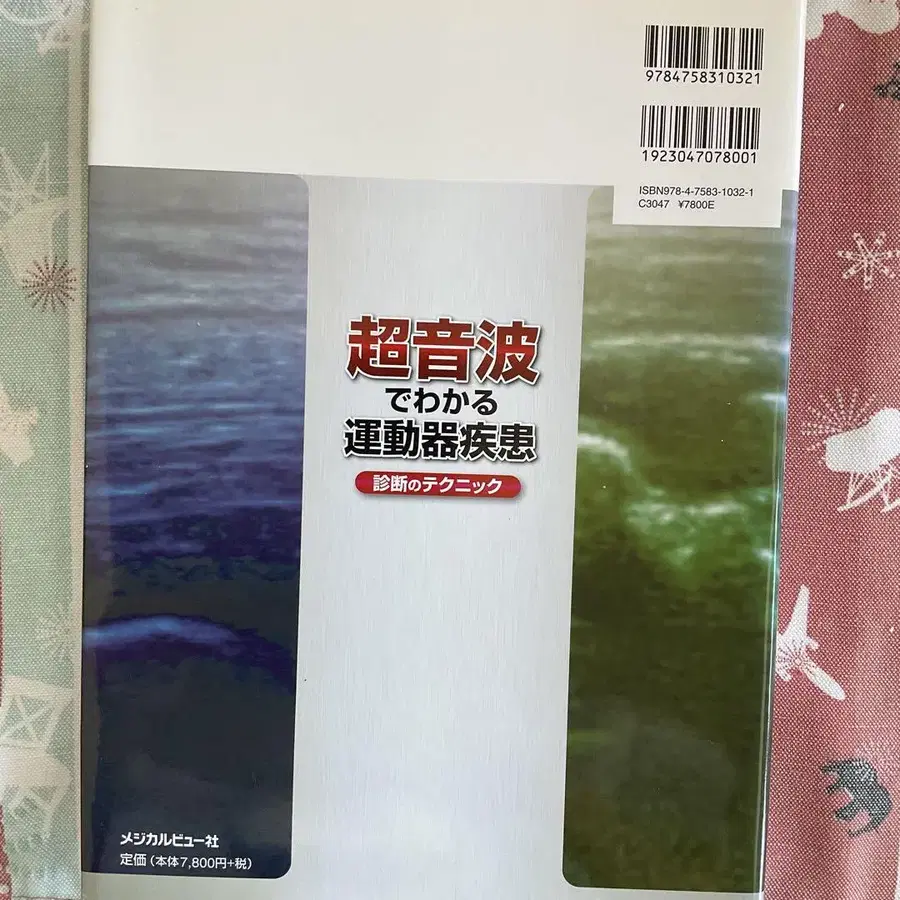 9784758310321
1923047078001
ISBN978-4-7583-1032-1
C3047 ¥7800E
超音波
でわかる
運動器疾患
診断のテクニック
メジカルビュー社
定価（本体7,800円+税）